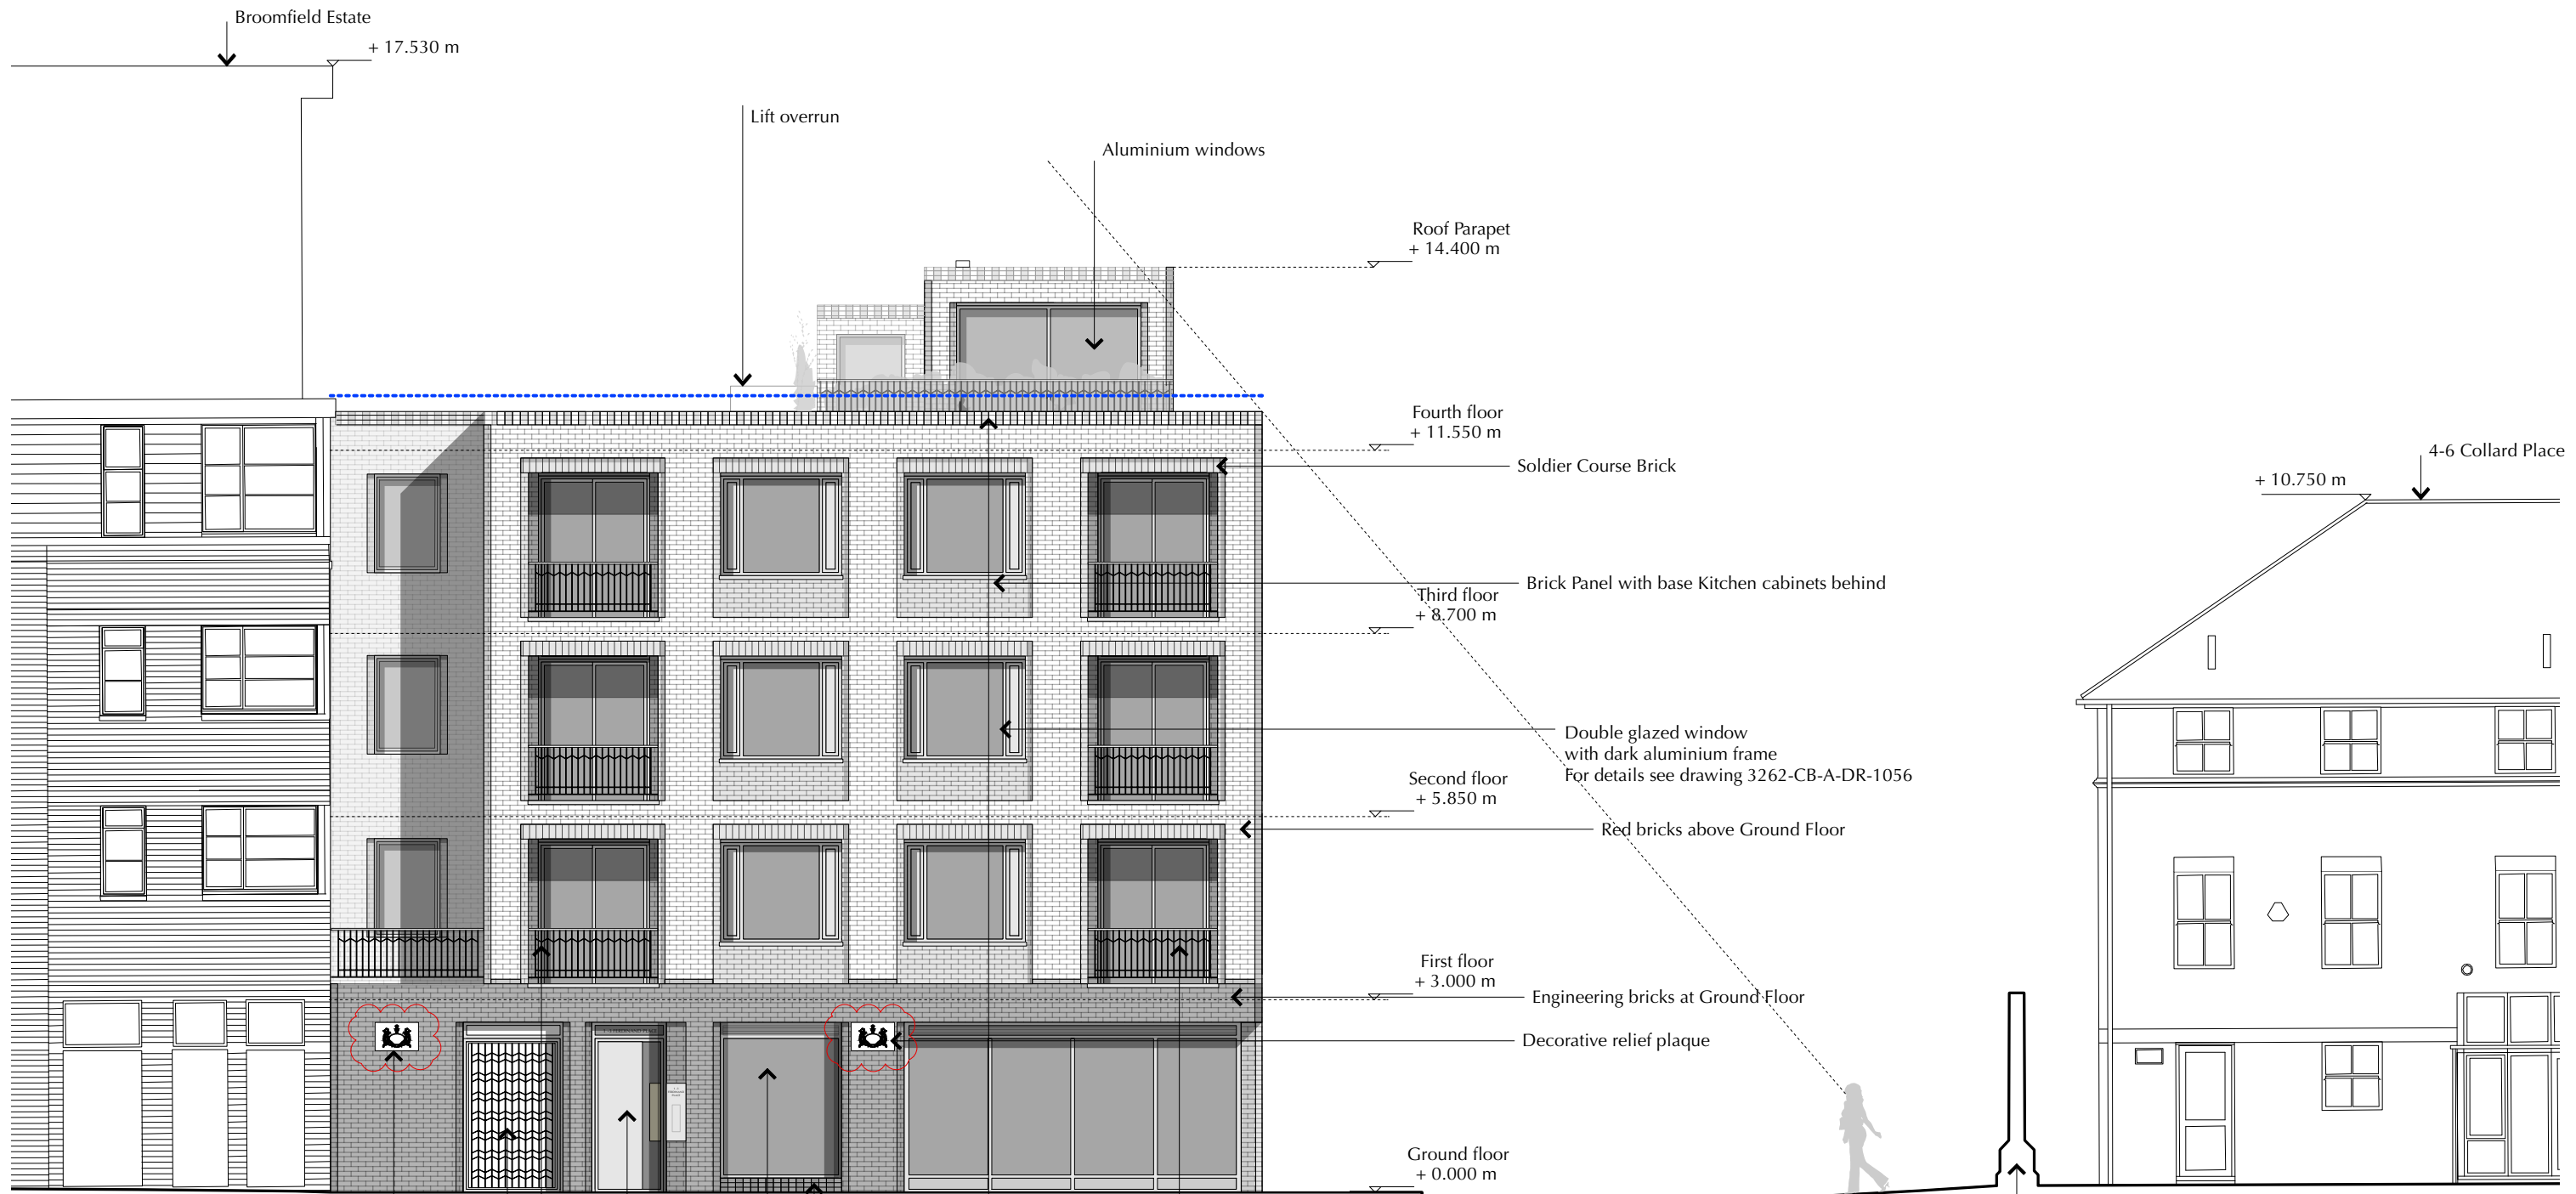 Broomfield Estate
+ 17.530 m
Lift overrun
Aluminium windows
Roof Parapet
+ 14.400 m
Fourth floor
+ 11.550 m
Soldier Course Brick
4-6 Collard Place
+ 10.750 m
Brick Panel with base Kitchen cabinets behind
Third floor
+ 8.700 m
Double glazed window
with dark aluminium frame
For details see drawing 3262-CB-A-DR-1056
Second floor
+ 5.850 m
Red bricks above Ground Floor
First floor
+ 3.000 m
Engineering bricks at Ground Floor
Decorative relief plaque
Ground floor
+ 0.000 m